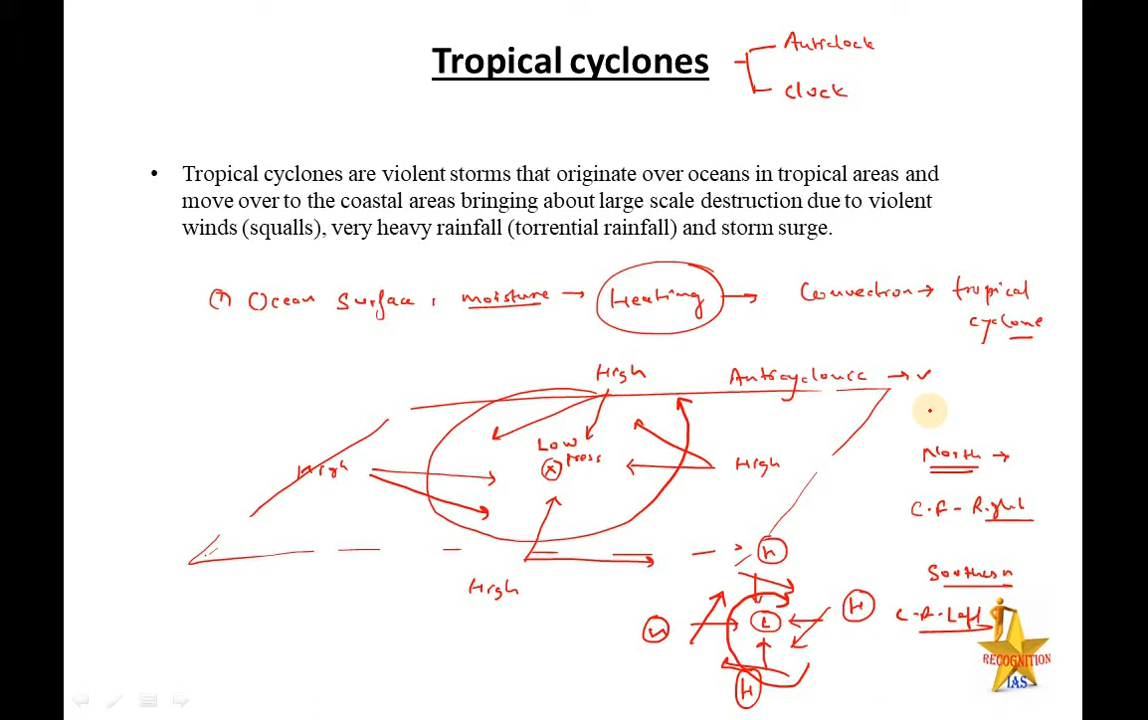 Tropical cyclones
Anticlock
Clock
• Tropical cyclones are violent storms that originate over oceans in tropical areas and
move over to the coastal areas bringing about large scale destruction due to violent
winds (squalls), very heavy rainfall (torrential rainfall) and storm surge.
Ocean Surface, moisture → Heating → Convection → tropical
cyclone
High
Anticyclonic → ✓
Low
Press
High
High
North →
C.F - Right
High
Southern
C.F - Left
H
L
H
H
RECOGNITION
IAS